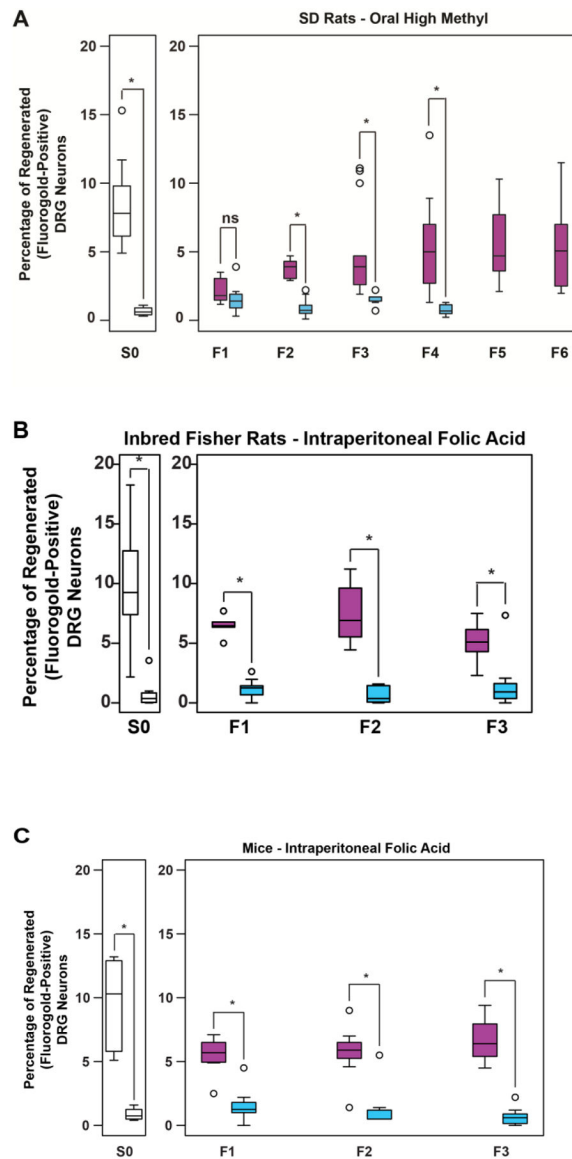 A
SD Rats - Oral High Methyl
Percentage of Regenerated
(Fluorogold-Positive)
DRG Neurons
20
15
10
5
0
*
S0
20
15
10
5
0
ns
*
*
*
F1
F2
F3
F4
F5
F6
B
Inbred Fisher Rats - Intraperitoneal Folic Acid
Percentage of Regenerated
(Fluorogold-Positive)
DRG Neurons
20
15
10
5
0
*
S0
20
15
10
5
0
*
*
*
F1
F2
F3
C
Mice - Intraperitoneal Folic Acid
Percentage of Regenerated
(Fluorogold-Positive)
DRG Neurons
20
15
10
5
0
*
S0
20
15
10
5
0
*
*
*
F1
F2
F3